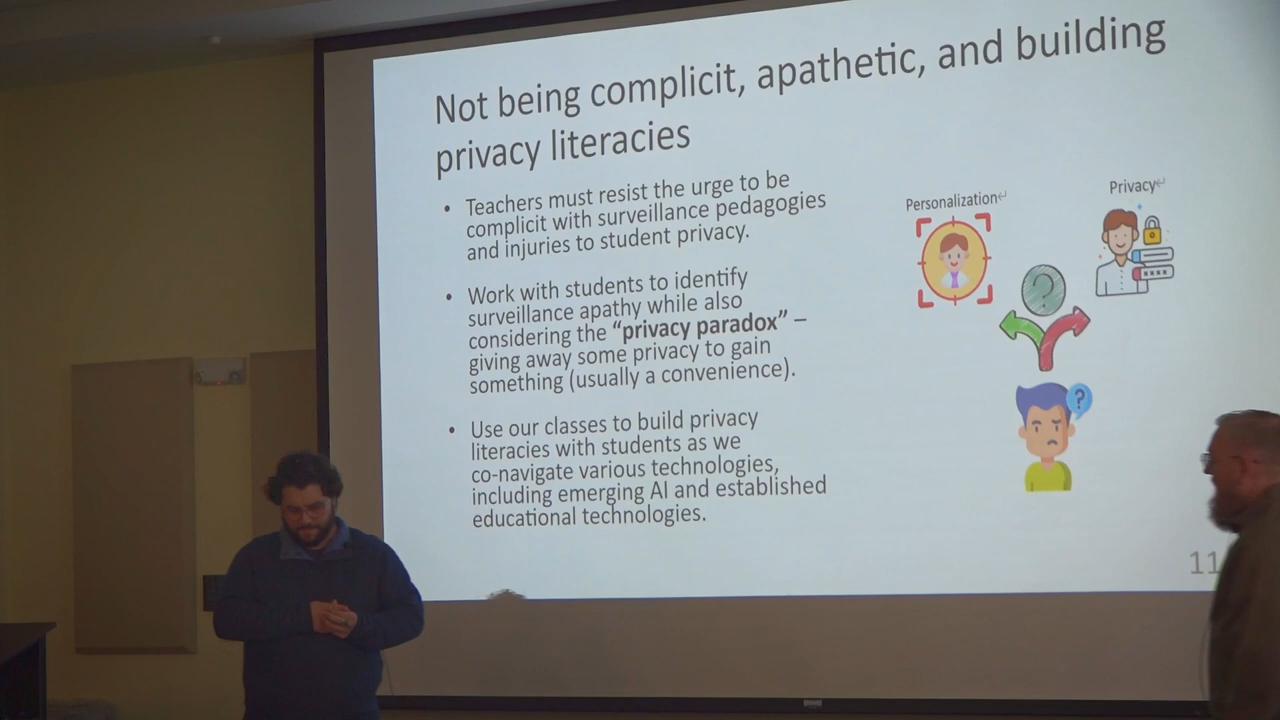 Not being complicit, apathetic, and building
privacy literacies
• Teachers must resist the urge to be
complicit with surveillance pedagogies
and injuries to student privacy.
• Work with students to identify
surveillance apathy while also
considering the “privacy paradox” –
giving away some privacy to gain
something (usually a convenience).
• Use our classes to build privacy
literacies with students as we
co-navigate various technologies,
including emerging AI and established
educational technologies.
Personalization↵
Privacy↵
?
?
****
11